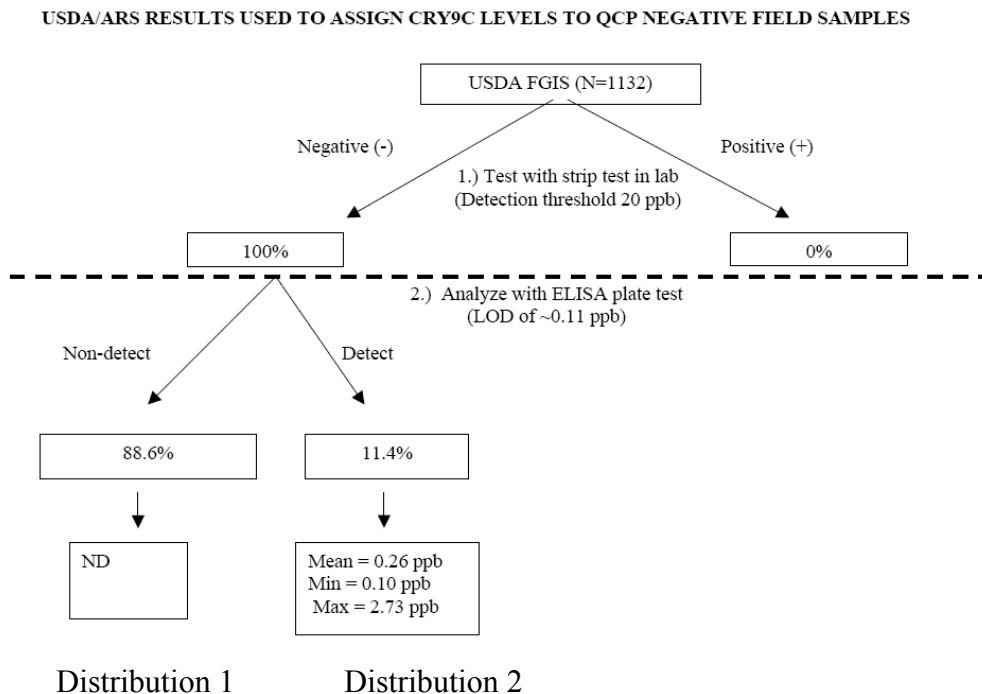 USDA/ARS RESULTS USED TO ASSIGN CRY9C LEVELS TO QCP NEGATIVE FIELD SAMPLES
USDA FGIS (N=1132)
Negative (-)
Positive (+)
1.) Test with strip test in lab
(Detection threshold 20 ppb)
100%
0%
2.) Analyze with ELISA plate test
(LOD of ~0.11 ppb)
Non-detect
Detect
88.6%
11.4%
ND
Mean = 0.26 ppb
Min = 0.10 ppb
Max = 2.73 ppb
Distribution 1
Distribution 2